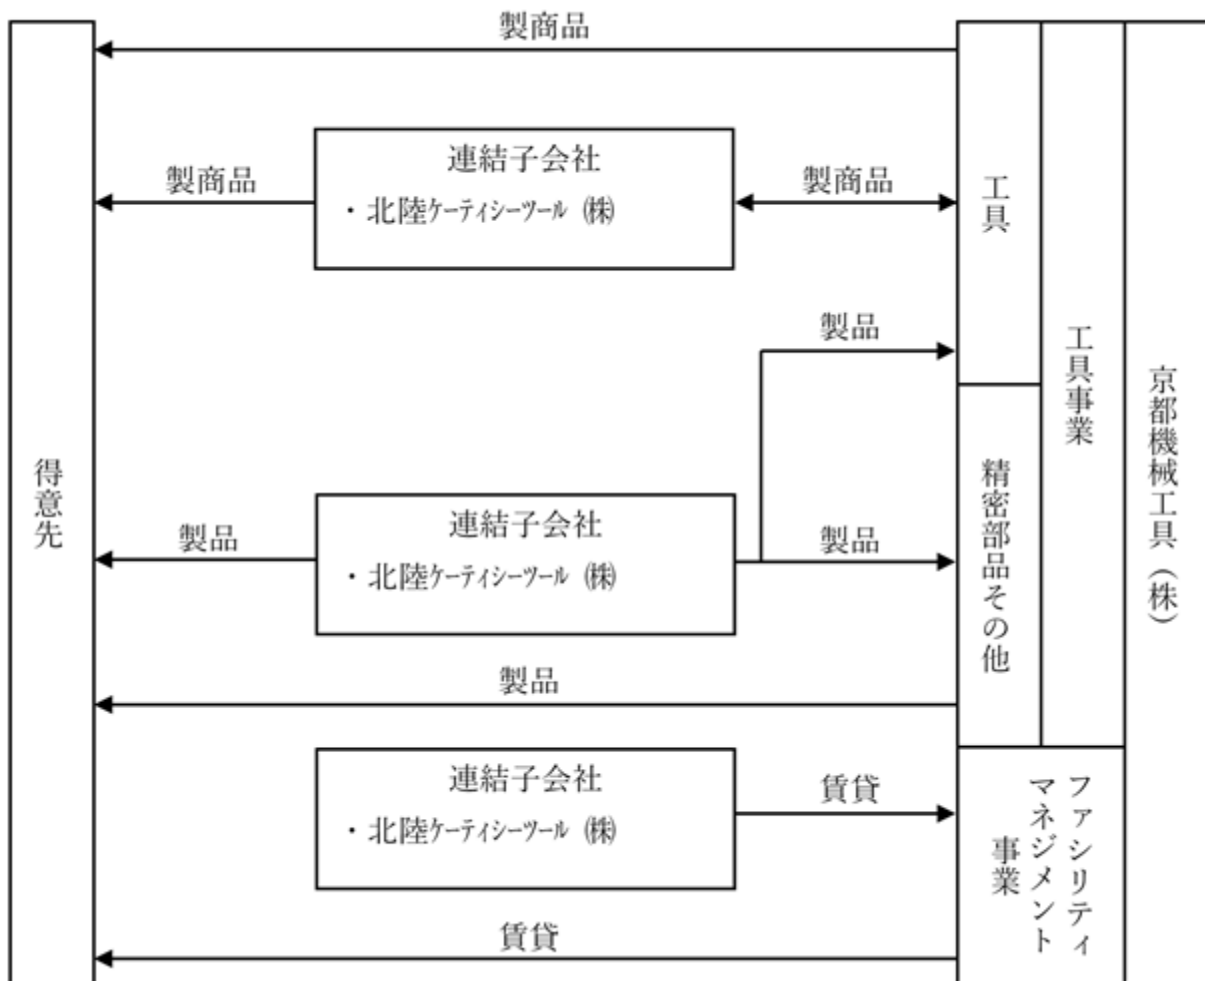 製商品
連結子会社
・北陸ｹｰﾃｨｼｰﾂｰﾙ ㈱
製商品
製商品
工具
製品
工具事業
京都機械工具（株）
得意先
連結子会社
・北陸ｹｰﾃｨｼｰﾂｰﾙ ㈱
製品
製品
精密部品その他
製品
連結子会社
・北陸ｹｰﾃｨｼｰﾂｰﾙ ㈱
賃貸
ファシリティ
マネジメント
事業
賃貸